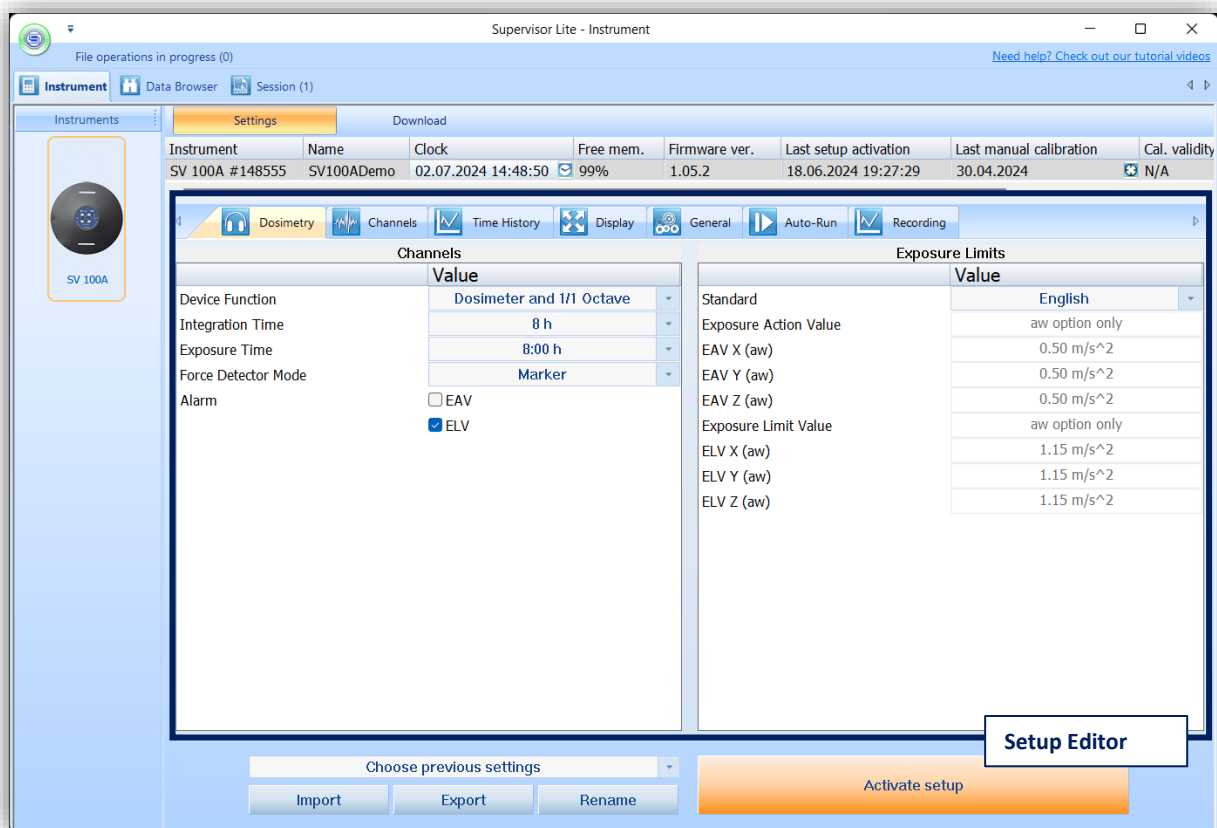 Supervisor Lite - Instrument
File operations in progress (0)
Need help? Check out our tutorial videos
Instrument Data Browser Session (1)
Instruments
Settings Download
Instrument Name Clock Free mem. Firmware ver. Last setup activation Last manual calibration Cal. validity
SV 100A #148555 SV100ADemo 02.07.2024 14:48:50 99% 1.05.2 18.06.2024 19:27:29 30.04.2024 N/A
SV 100A
Dosimetry Channels Time History Display General Auto-Run Recording
Channels
Value
Device Function Dosimeter and 1/1 Octave
Integration Time 8 h
Exposure Time 8:00 h
Force Detector Mode Marker
Alarm EAV
ELV
Exposure Limits
Value
Standard English
Exposure Action Value aw option only
EAV X (aw) 0.50 m/s^2
EAV Y (aw) 0.50 m/s^2
EAV Z (aw) 0.50 m/s^2
Exposure Limit Value aw option only
ELV X (aw) 1.15 m/s^2
ELV Y (aw) 1.15 m/s^2
ELV Z (aw) 1.15 m/s^2
Setup Editor
Choose previous settings
Import Export Rename
Activate setup